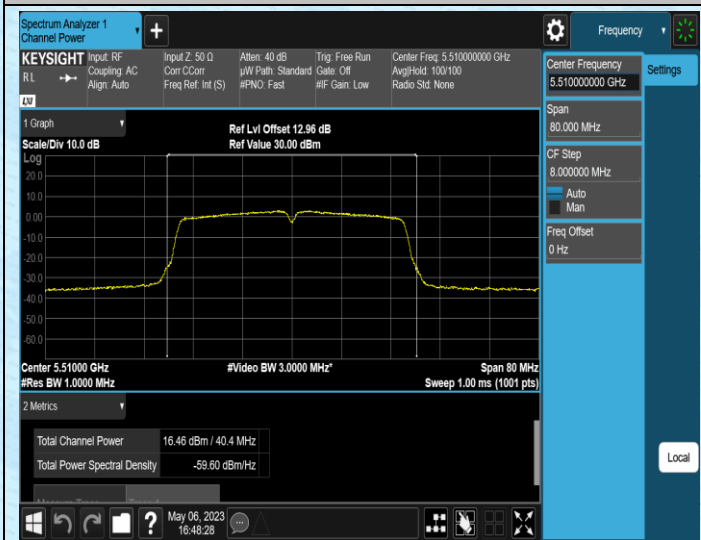 Spectrum Analyzer 1
Channel Power
Frequency
KEYSIGHT
R L
LXI
Input: RF
Coupling: AC
Align: Auto
Input Z: 50 Ω
Corr CCorr
Freq Ref: Int (S)
Atten: 40 dB
µW Path: Standard
#PNO: Fast
Trig: Free Run
Gate: Off
#IF Gain: Low
Center Freq: 5.510000000 GHz
Avg|Hold: 100/100
Radio Std: None
Center Frequency
5.510000000 GHz
Settings
Span
80.000 MHz
CF Step
8.000000 MHz
Auto
Man
Freq Offset
0 Hz
1 Graph
Scale/Div 10.0 dB
Ref Lvl Offset 12.96 dB
Ref Value 30.00 dBm
Log
20.0
10.0
0.00
-10.0
-20.0
-30.0
-40.0
-50.0
-60.0
Center 5.51000 GHz
#Video BW 3.0000 MHz*
Span 80 MHz
#Res BW 1.0000 MHz
Sweep 1.00 ms (1001 pts)
2 Metrics
Total Channel Power
16.46 dBm / 40.4 MHz
Total Power Spectral Density
-59.60 dBm/Hz
Local
?
May 06, 2023
16:48:28